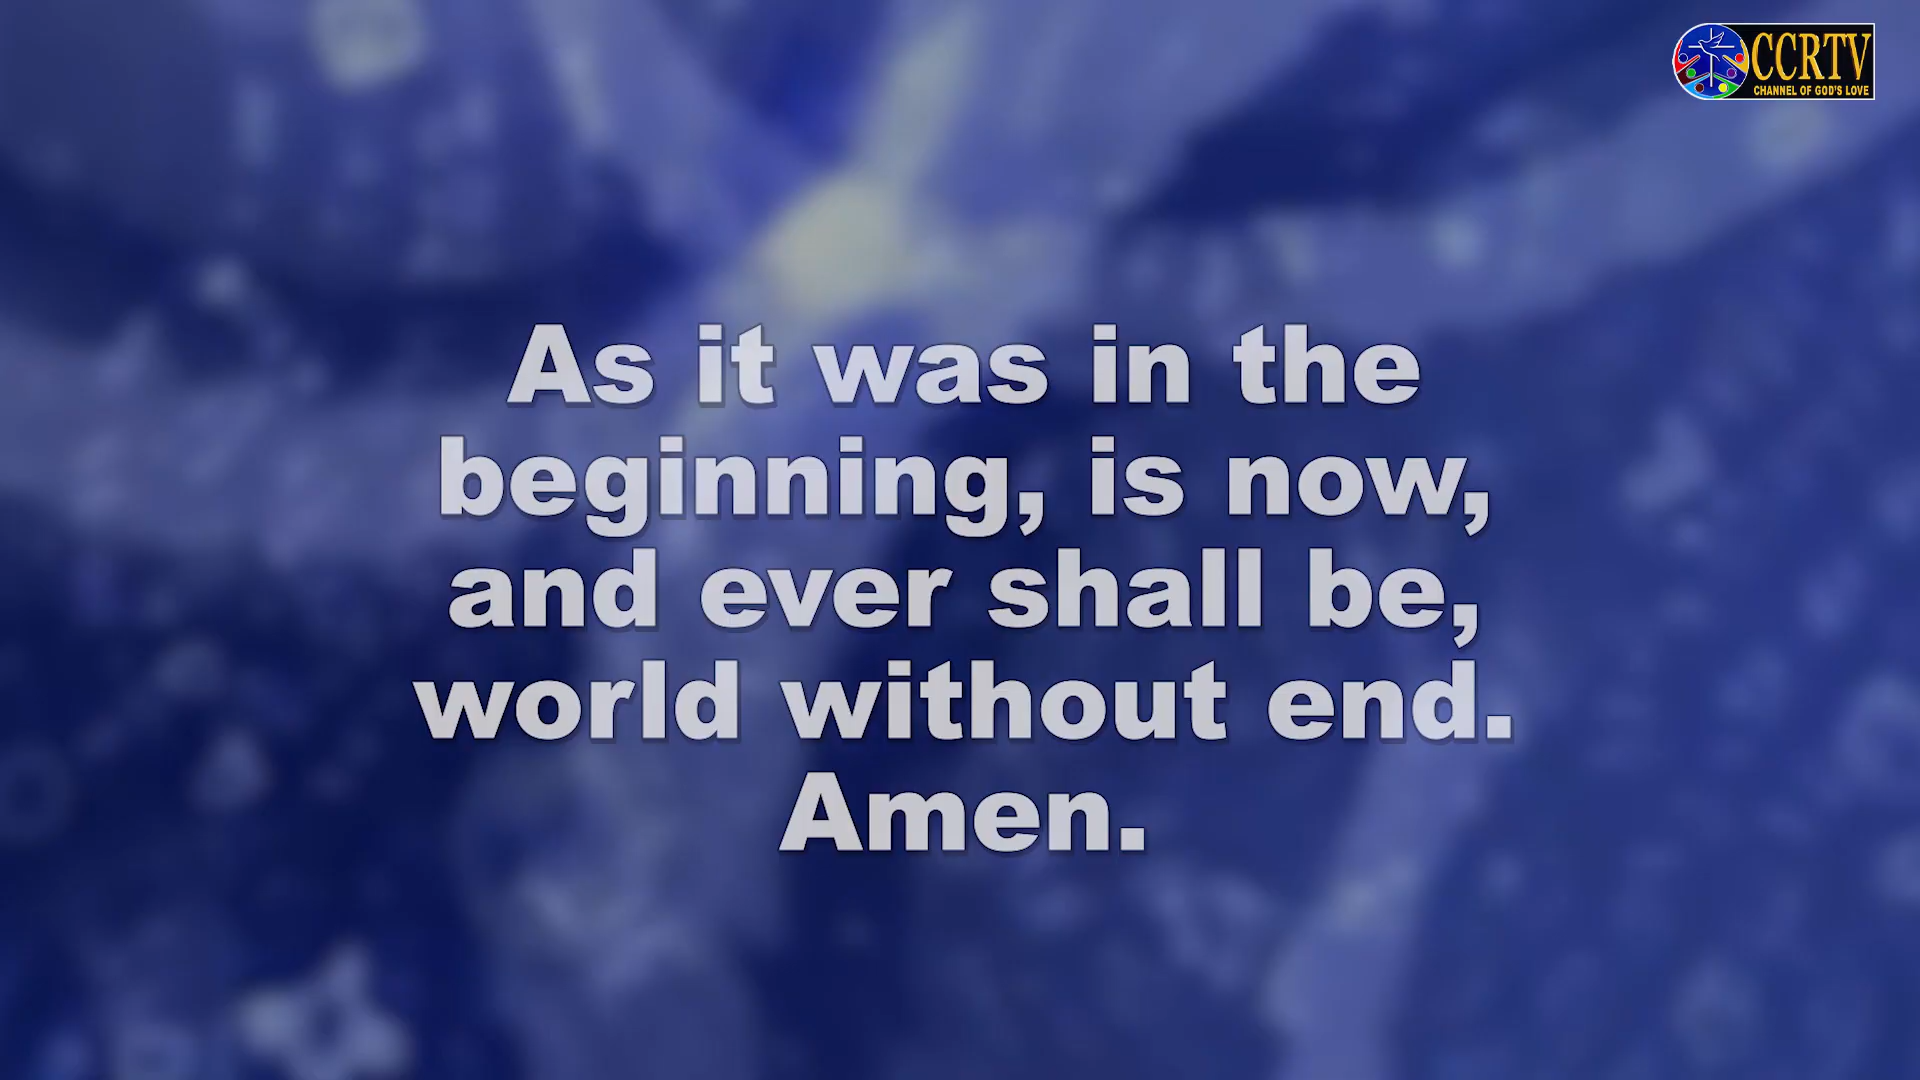 CCRTV
CHANNEL OF GOD'S LOVE
As it was in the
beginning, is now,
and ever shall be,
world without end.
Amen.